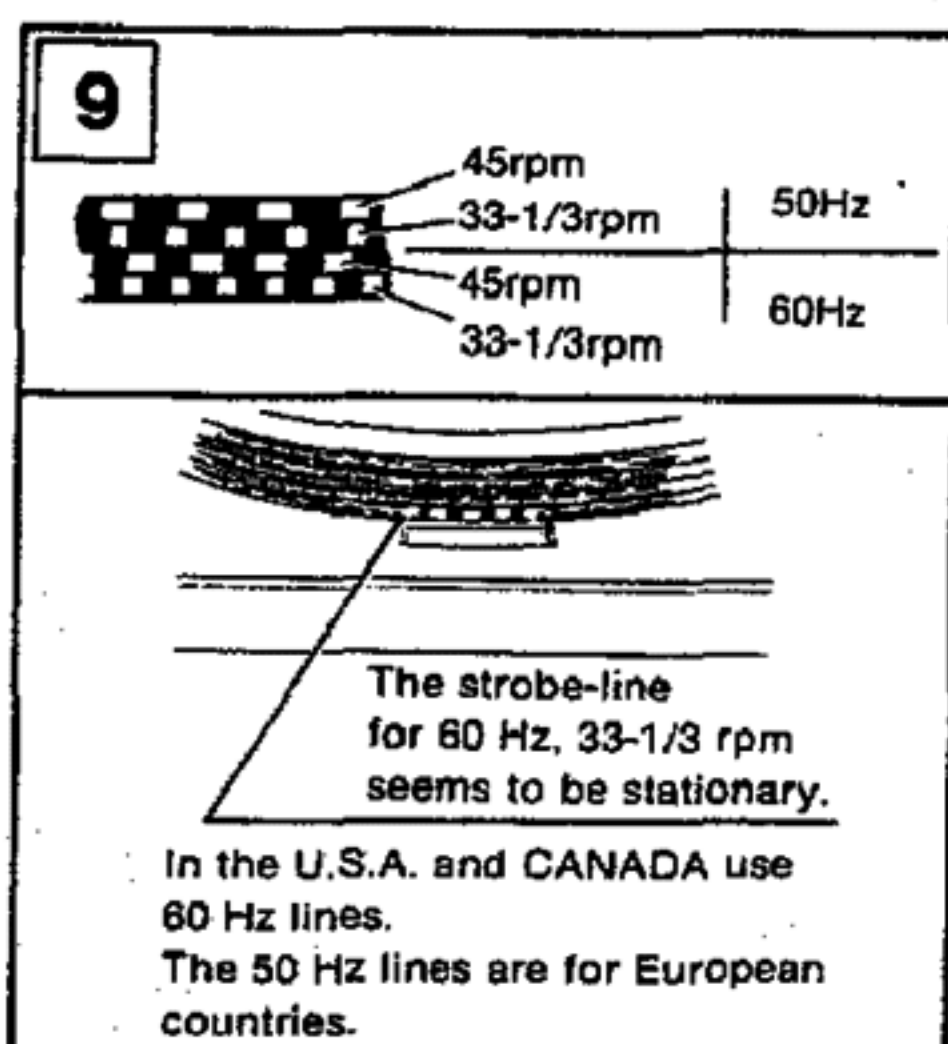 9
45rpm
33-1/3rpm
50Hz
45rpm
33-1/3rpm
60Hz
The strobe-line
for 60 Hz, 33-1/3 rpm
seems to be stationary.
In the U.S.A. and CANADA use
60 Hz lines.
The 50 Hz lines are for European
countries.